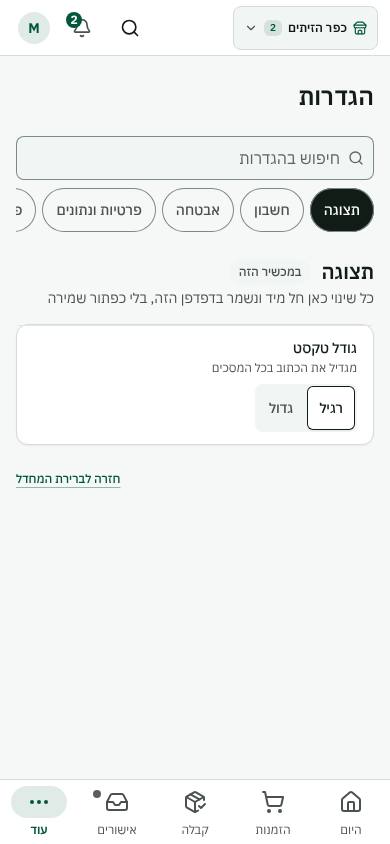 כפר הזיתים 2
2
M
הגדרות
חיפוש בהגדרות
תצוגה
חשבון
אבטחה
פרטיות ונתונים
תצוגה במכשיר הזה
כל שינוי כאן חל מיד ונשמר בדפדפן הזה, בלי כפתור שמירה
גודל טקסט
מגדיל את הכתוב בכל המסכים
רגיל
גדול
חזרה לברירת המחדל
היום
הזמנות
קבלה
אישורים
עוד